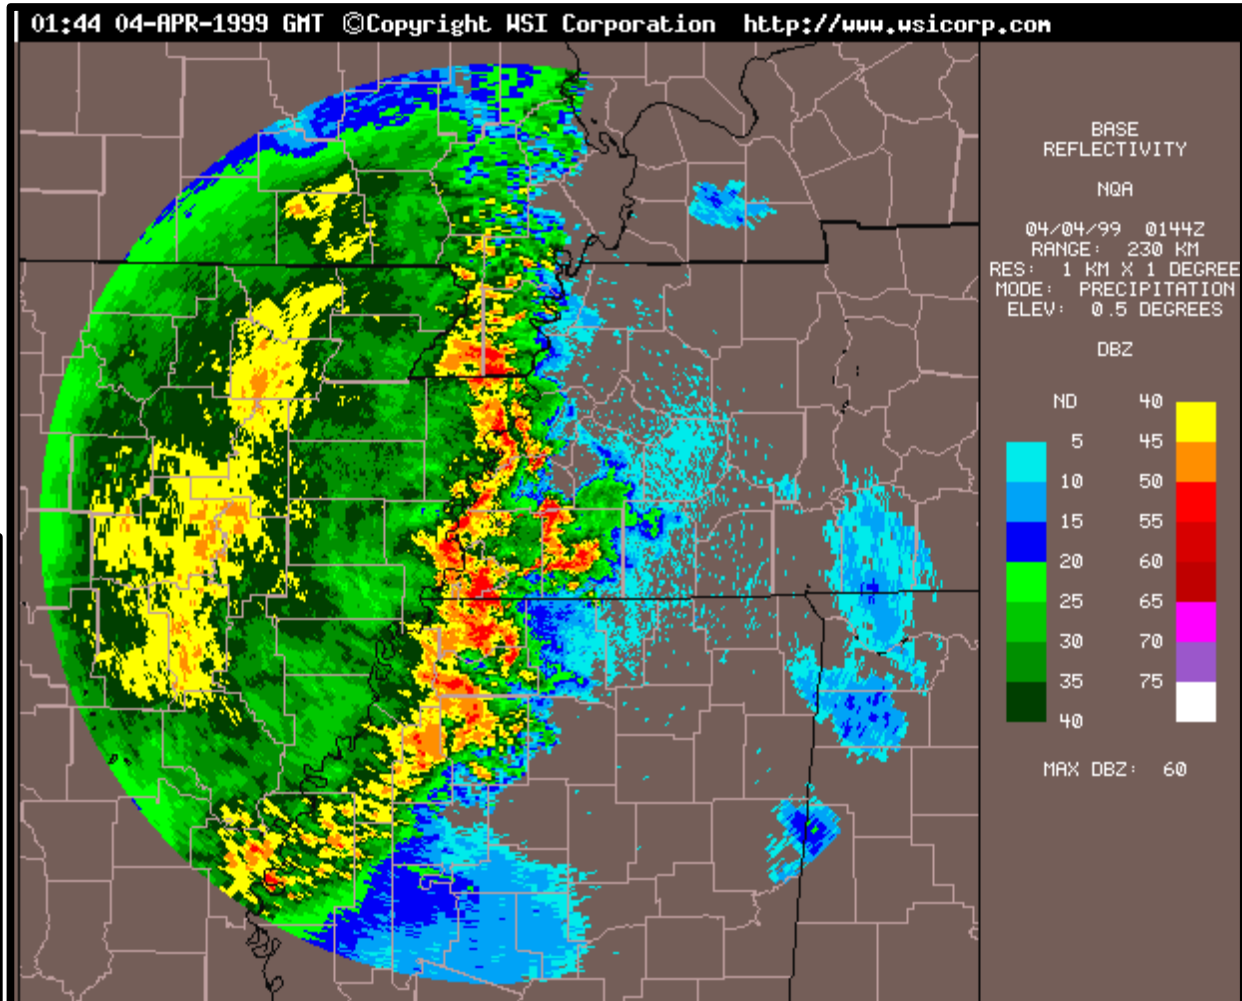 01:44 04-APR-1999 GMT ©Copyright WSI Corporation http://www.wsicorp.com
BASE
REFLECTIVITY
NQA
04/04/99 0144Z
RANGE: 230 KM
RES: 1 KM X 1 DEGREE
MODE: PRECIPITATION
ELEV: 0.5 DEGREES
DBZ
ND 40
5 45
10 50
15 55
20 60
25 65
30 70
35 75
40
MAX DBZ: 60